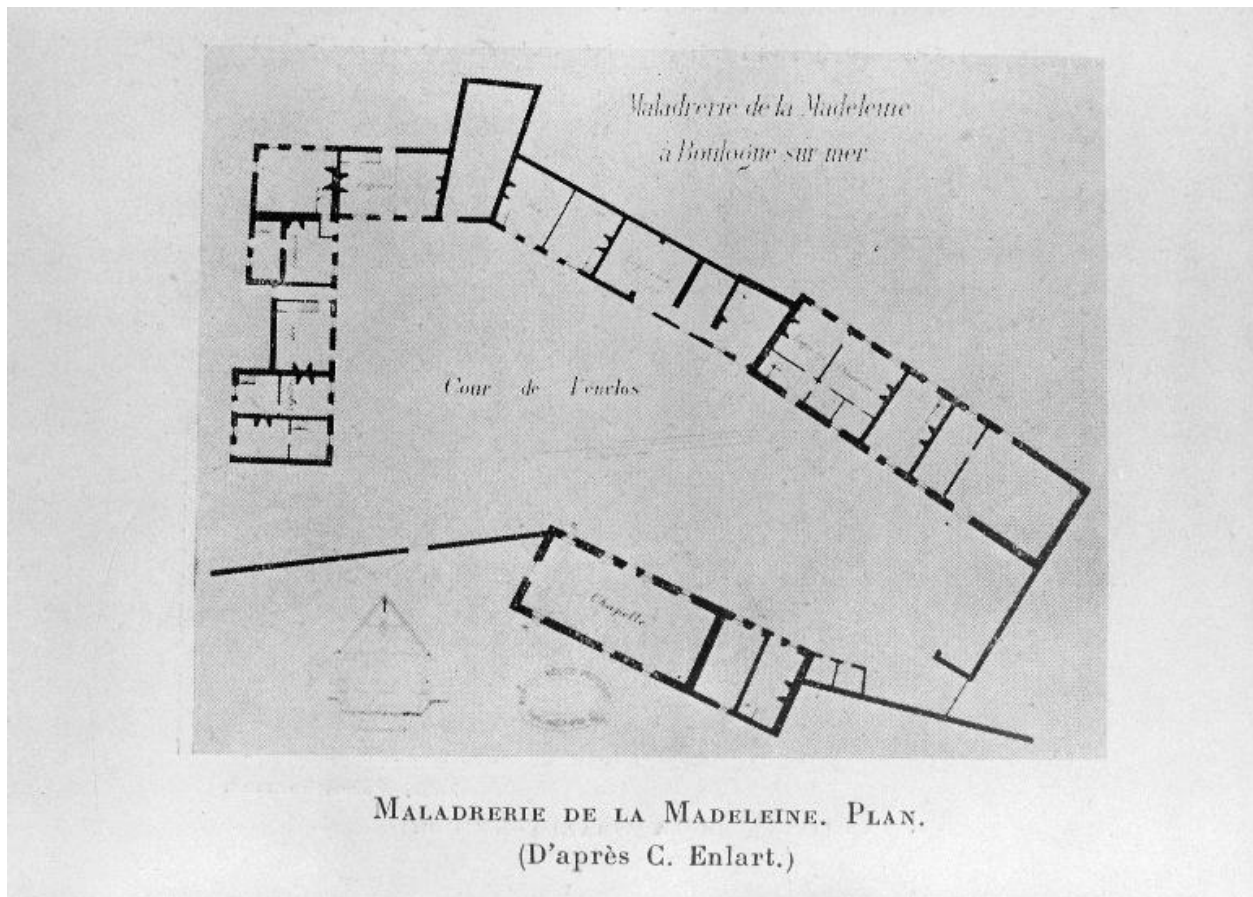 Maladrerie de la Madeleine
à Boulogne sur mer
Cour de l'enclos
Chapelle
MALADRERIE DE LA MADELEINE. PLAN.
(D'après C. Enlart.)